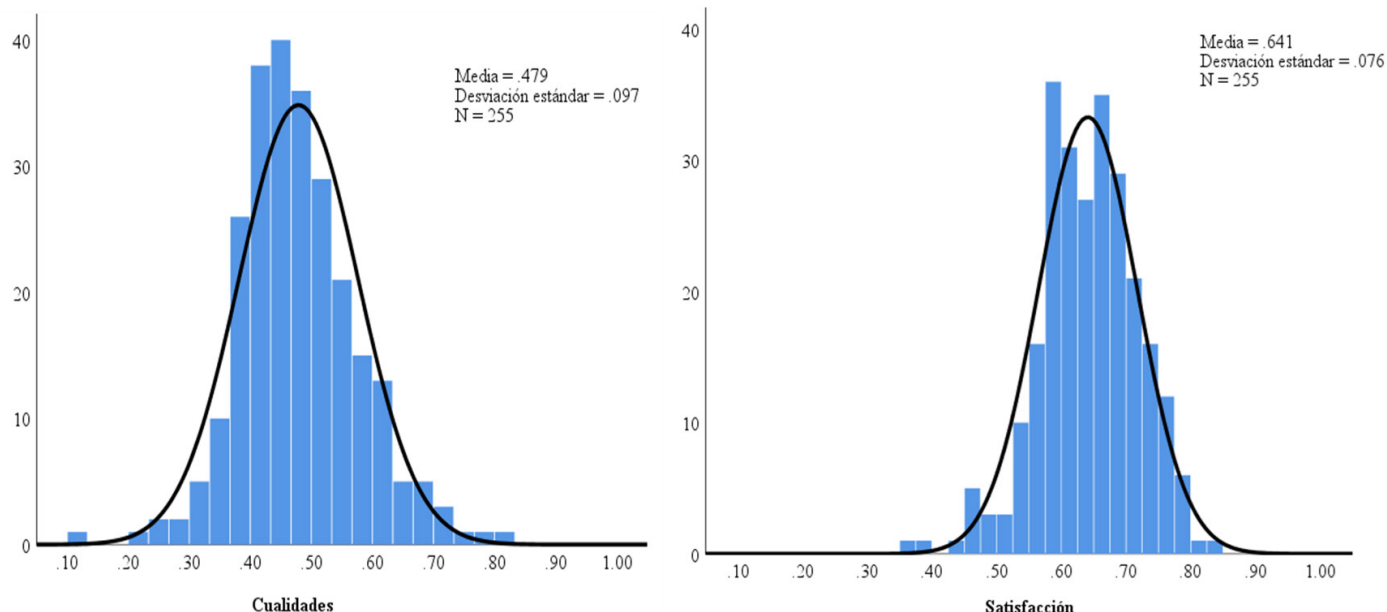 40
30
20
10
0
Media = .479
Desviación estándar = .097
N = 255
.10 .20 .30 .40 .50 .60 .70 .80 .90 1.00
Cualidades
40
30
20
10
0
Media = .641
Desviación estándar = .076
N = 255
.10 .20 .30 .40 .50 .60 .70 .80 .90 1.00
Satisfacción